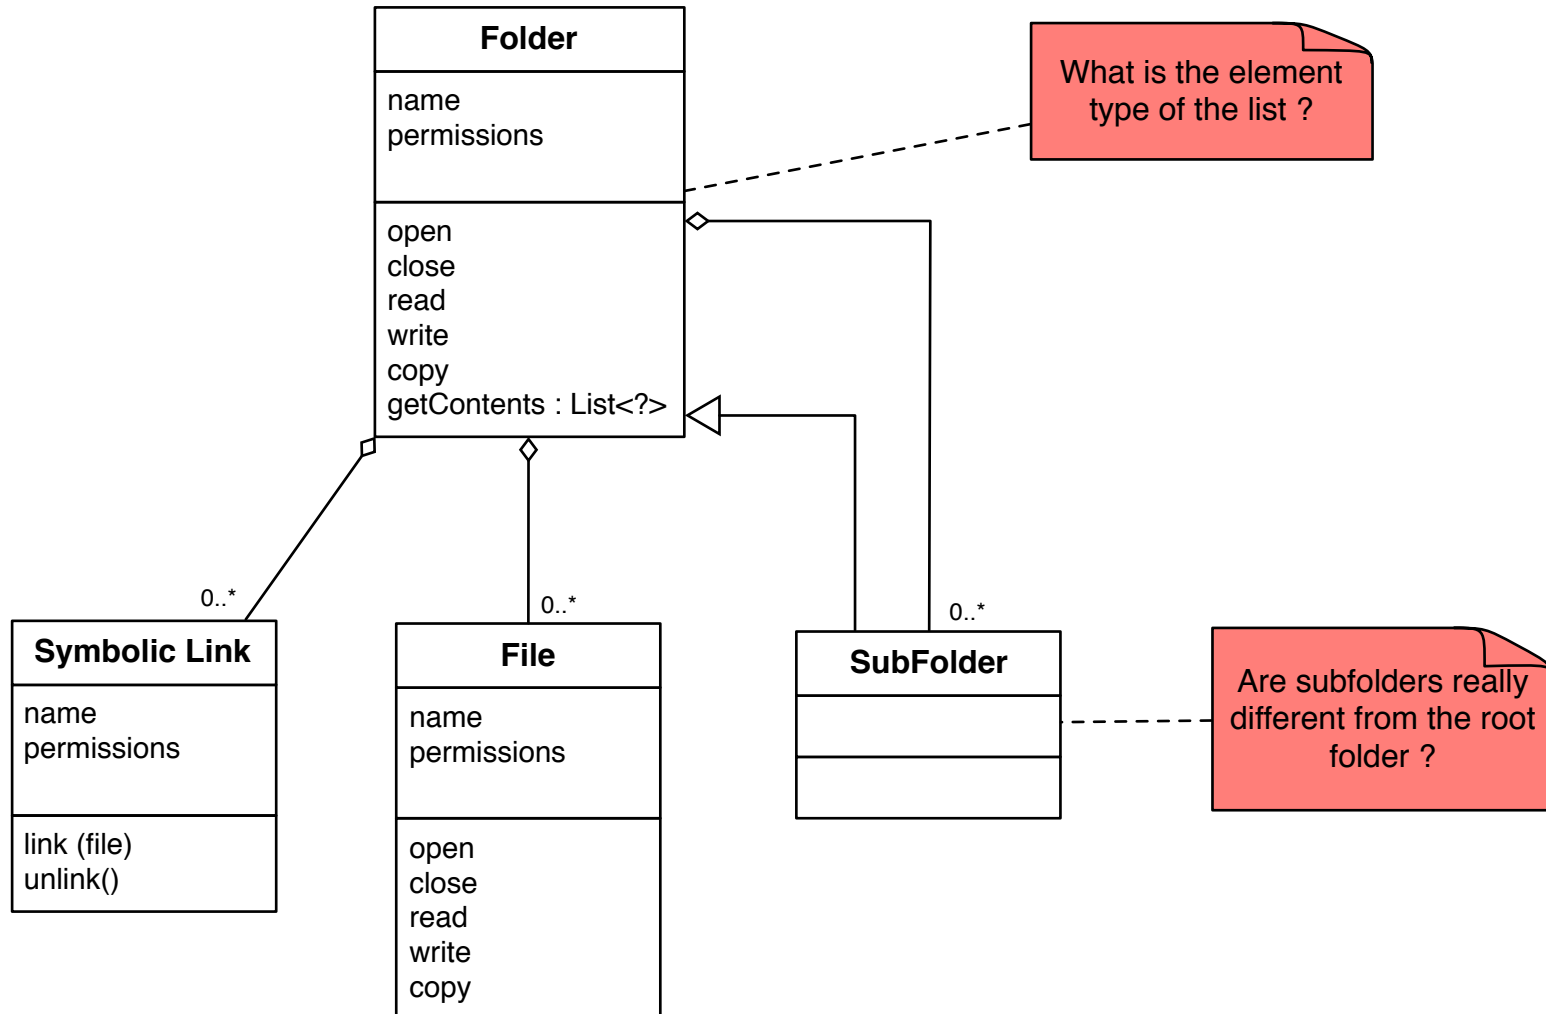 Folder
name
permissions
open
close
read
write
copy
getContents : List<?>
What is the element
type of the list ?
0..*
0..*
0..*
Symbolic Link
name
permissions
link (file)
unlink()
File
name
permissions
open
close
read
write
copy
SubFolder
Are subfolders really
different from the root
folder ?